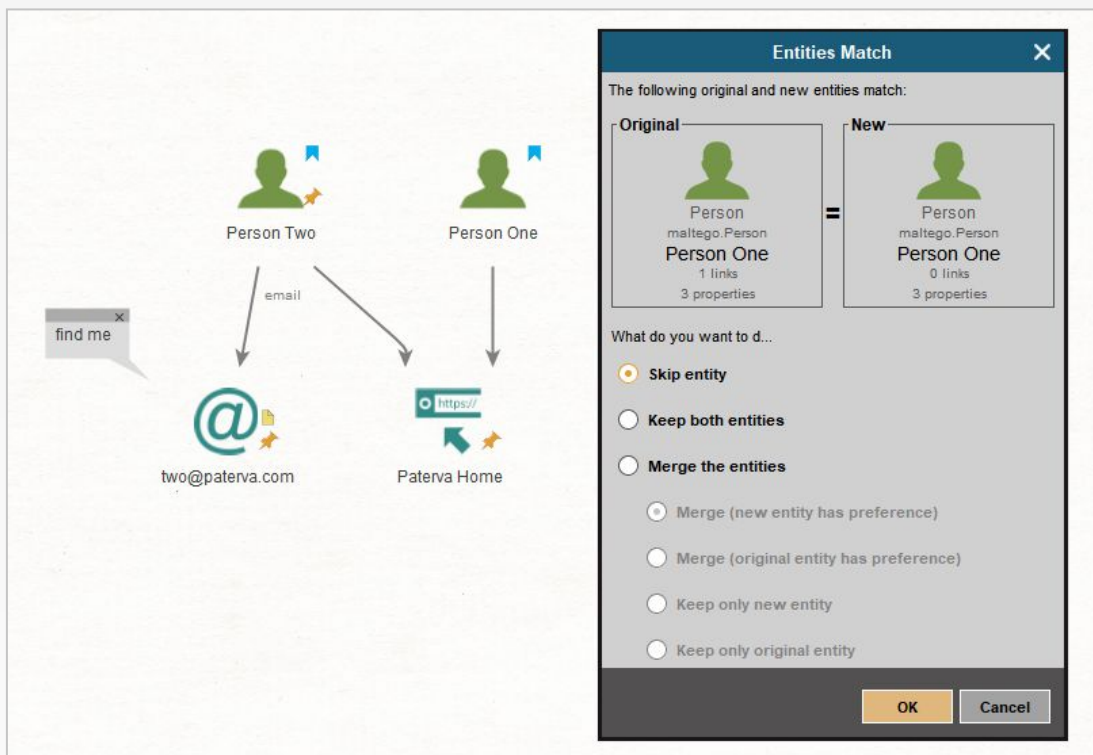 Person Two
Person One
email
find me
https://
two@paterva.com
Paterva Home
Entities Match
The following original and new entities match:
Original
New
Person
maltego.Person
Person One
1 links
3 properties
=
Person
maltego.Person
Person One
0 links
3 properties
What do you want to d...
Skip entity
Keep both entities
Merge the entities
Merge (new entity has preference)
Merge (original entity has preference)
Keep only new entity
Keep only original entity
OK
Cancel